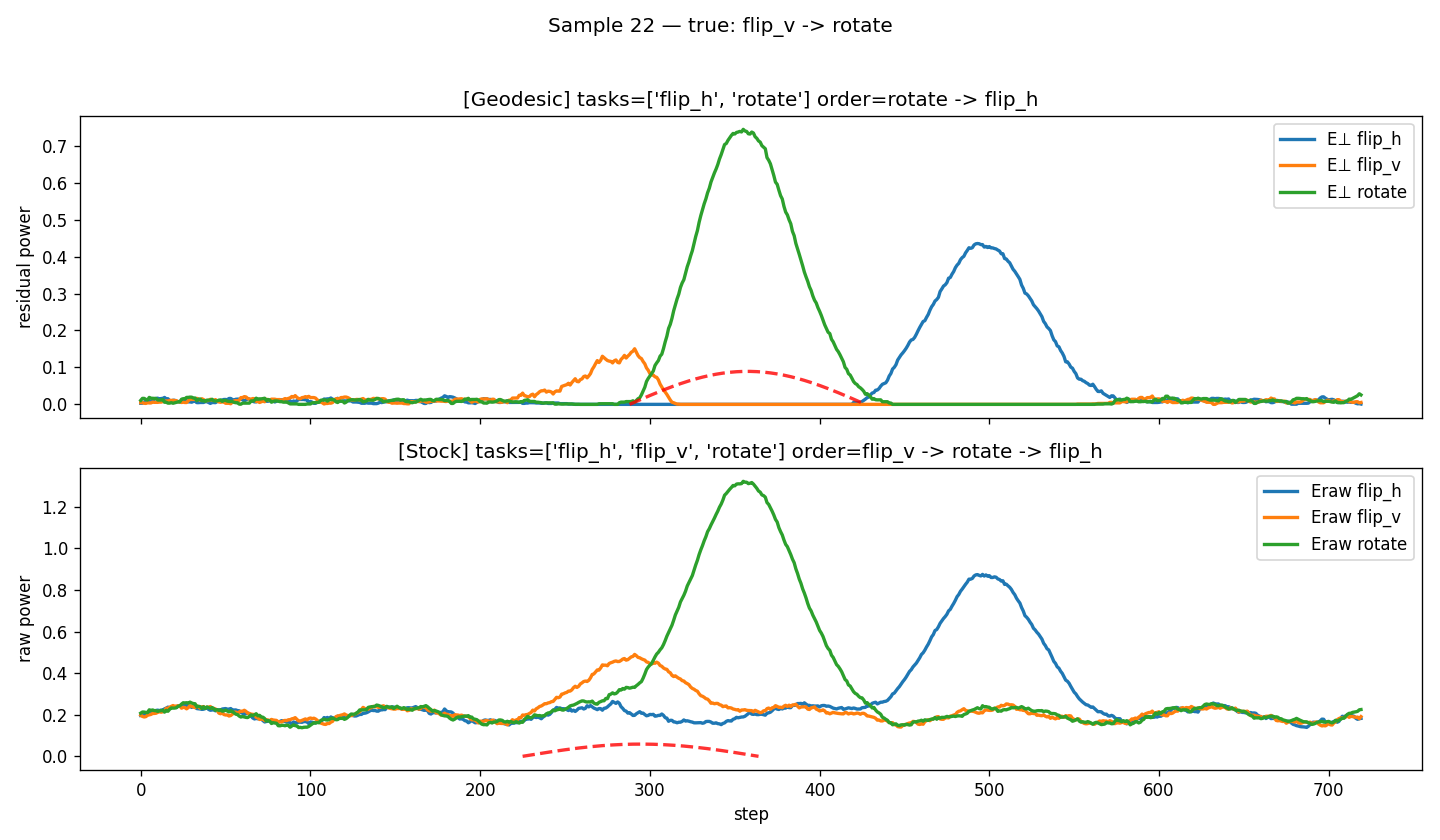 Sample 22 — true: flip_v -> rotate
[Geodesic] tasks=['flip_h', 'rotate'] order=rotate -> flip_h
residual power
0.7
0.6
0.5
0.4
0.3
0.2
0.1
0.0
E⊥ flip_h
E⊥ flip_v
E⊥ rotate
[Stock] tasks=['flip_h', 'flip_v', 'rotate'] order=flip_v -> rotate -> flip_h
raw power
1.2
1.0
0.8
0.6
0.4
0.2
0.0
Eraw flip_h
Eraw flip_v
Eraw rotate
0 100 200 300 400 500 600 700
step